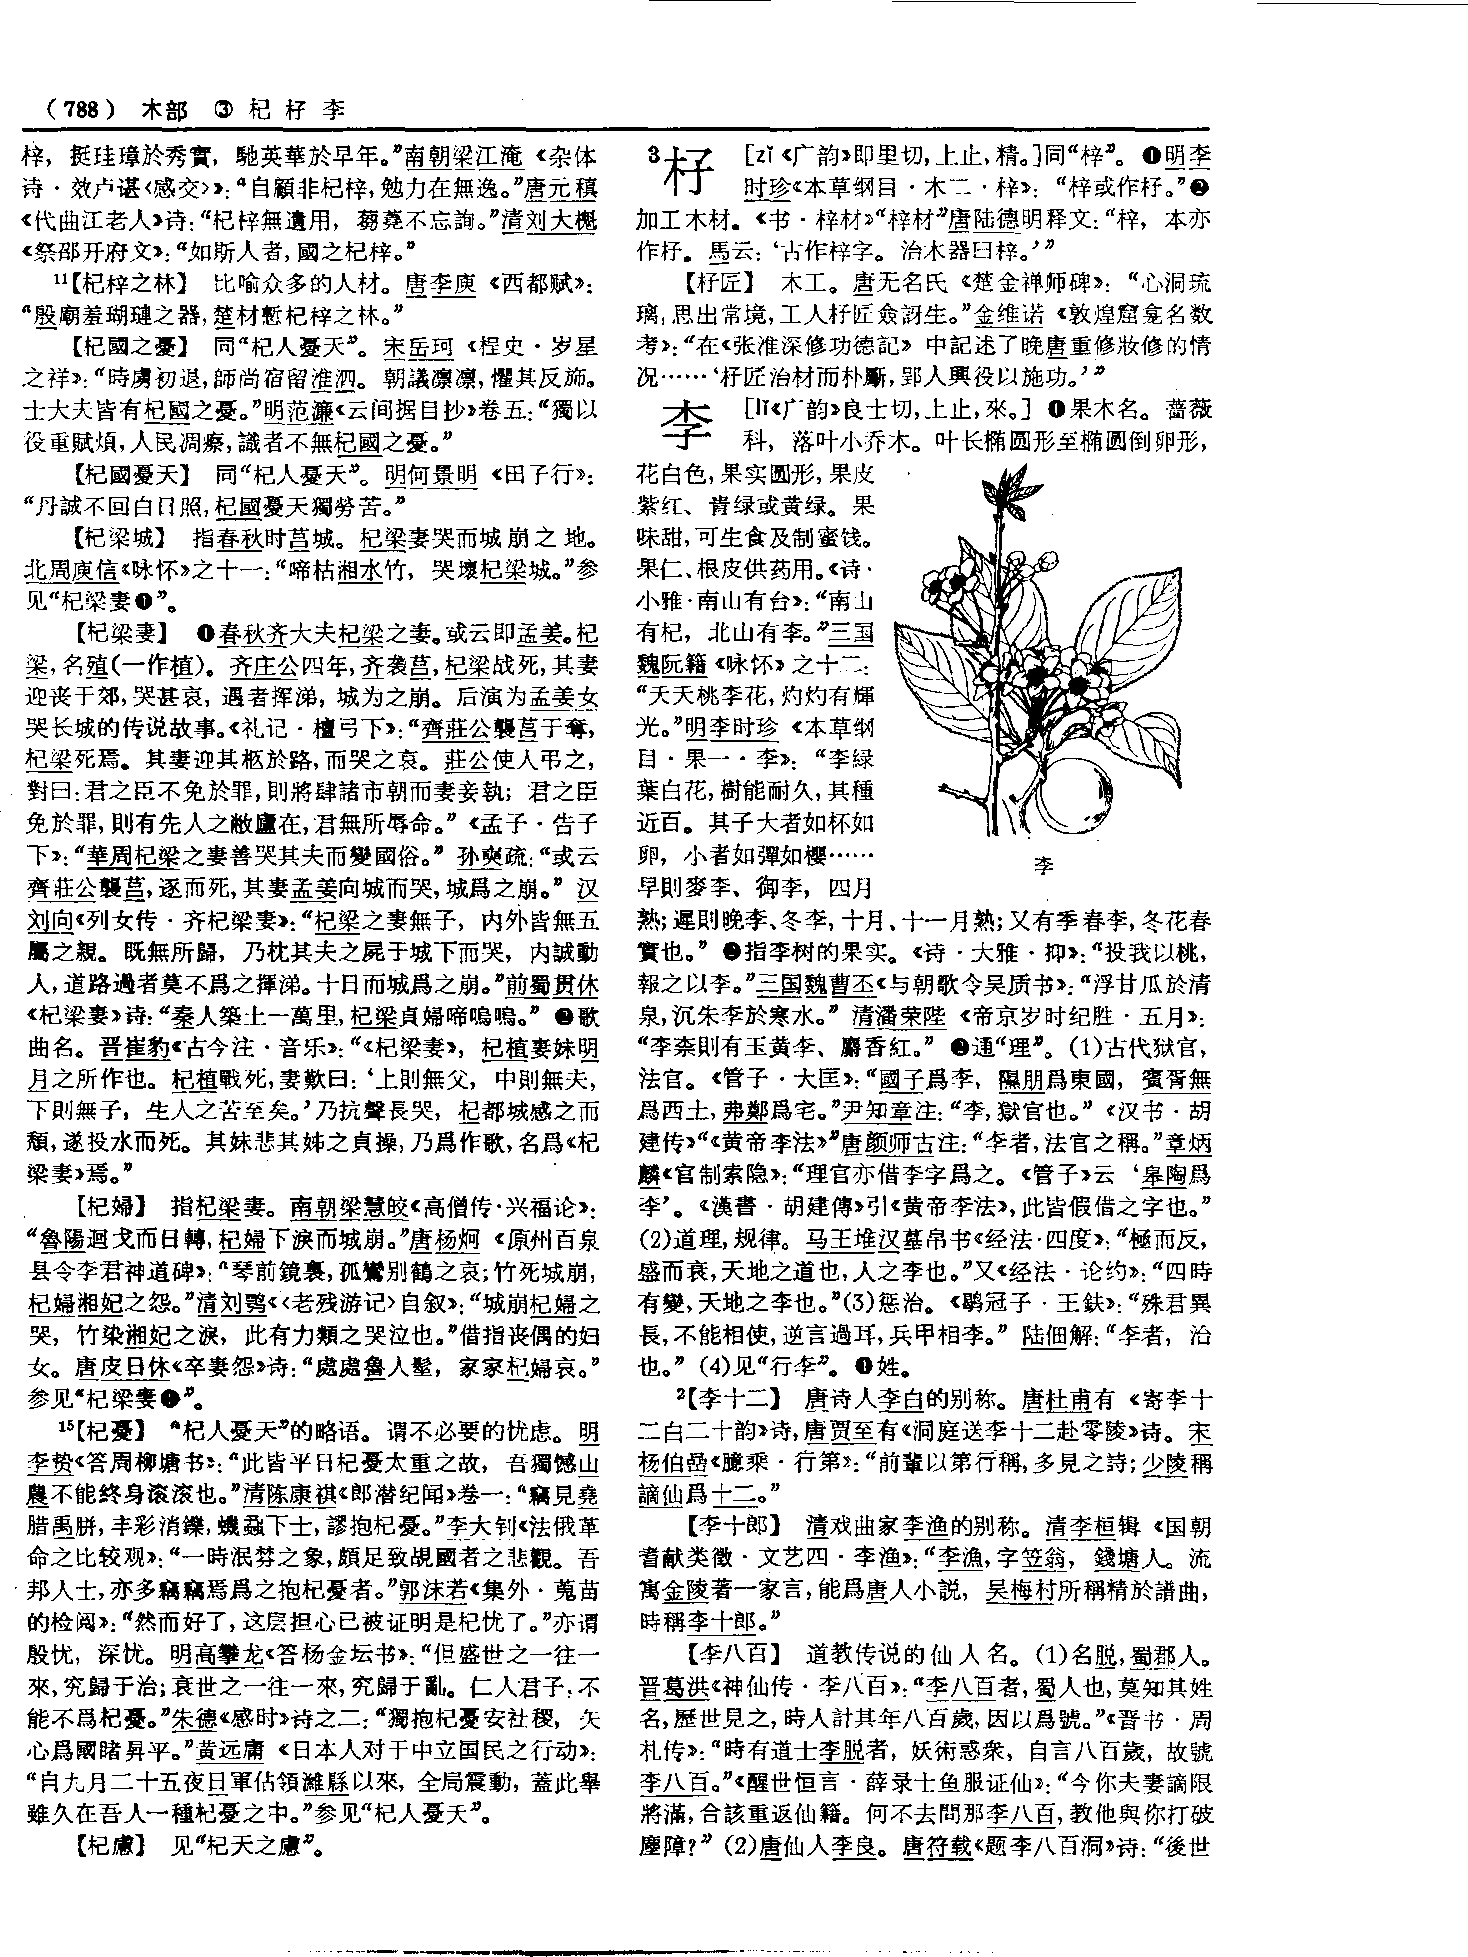 （788） 木部 ③ 杞 杍 李
梓，挺珪璋於秀實，馳英華於早年。”南朝梁江淹《杂体
诗·效卢谌〈感交〉》：“自顧非杞梓，勉力在無逸。”唐元稹
《代曲江老人》诗：“杞梓無遺用，芻蕘不忘詢。”清刘大櫆
《祭邵开府文》：“如斯人者，國之杞梓。”
11【杞梓之林】 比喻众多的人材。唐李庾《西都赋》：
“殷廟羞瑚璉之器，楚材慙杞梓之林。”
【杞國之憂】 同“杞人憂天”。宋岳珂《桯史·岁星
之祥》：“時虜初退，師尚宿留淮泗。朝議凛凛，懼其反斾。
士大夫皆有杞國之憂。”明范濂《云间据目抄》卷五：“獨以
役重賦煩，人民凋瘵，識者不無杞國之憂。”
【杞國憂天】 同“杞人憂天”。明何景明《田子行》：
“丹誠不回白日照，杞國憂天獨勞苦。”
【杞梁城】 指春秋时莒城。杞梁妻哭而城崩之地。
北周庾信《咏怀》之十一：“啼枯湘水竹，哭壞杞梁城。”参
见“杞梁妻❶”。
【杞梁妻】 ❶春秋齐大夫杞梁之妻。或云即孟姜。杞
梁，名殖(一作植)。齐庄公四年，齐袭莒，杞梁战死，其妻
迎丧于郊，哭甚哀，遇者挥涕，城为之崩。后演为孟姜女
哭长城的传说故事。《礼记·檀弓下》：“齊莊公襲莒于奪，
杞梁死焉。其妻迎其柩於路，而哭之哀。莊公使人弔之，
對曰：君之臣不免於罪，則將肆諸市朝而妻妾執；君之臣
免於罪，則有先人之敝廬在，君無所辱命。”《孟子·告子
下》：“華周杞梁之妻善哭其夫而變國俗。”孙奭疏：“或云
齊莊公襲莒，逐而死，其妻孟姜向城而哭，城爲之崩。”汉
刘向《列女传·齐杞梁妻》：“杞梁之妻無子，内外皆無五
屬之親。既無所歸，乃枕其夫之屍于城下而哭，内諴動
人，道路過者莫不爲之揮涕。十日而城爲之崩。”前蜀贯休
《杞梁妻》诗：“秦人築土一萬里，杞梁貞婦啼嗚嗚。”❷歌
曲名。晋崔豹《古今注·音乐》：“《杞梁妻》，杞植妻妹明
月之所作也。杞植戰死，妻歎曰：‘上則無父，中則無夫，
下則無子，生人之苦至矣。’乃抗聲長哭，杞都城感之而
頽，遂投水而死。其妹悲其姊之貞操，乃爲作歌，名爲《杞
梁妻》焉。”
【杞婦】 指杞梁妻。南朝梁慧皎《高僧传·兴福论》：
“魯陽迴戈而日轉，杞婦下淚而城崩。”唐杨炯《原州百泉
县令李君神道碑》：“琴前鏡裏，孤鸞别鶴之哀；竹死城崩，
杞婦湘妃之怨。”清刘鹗《〈老残游记〉自叙》：“城崩杞婦之
哭，竹染湘妃之淚，此有力類之哭泣也。”借指丧偶的妇
女。唐皮日休《卒妻怨》诗：“處處魯人髽，家家杞婦哀。”
参见“杞梁妻❶”。
15【杞憂】 “杞人憂天”的略语。谓不必要的忧虑。明
李贽《答周柳塘书》：“此皆平日杞憂太重之故，吾獨憾山
農不能終身滚滚也。”清陈康祺《郎潜纪闻》卷一：“竊見堯
腊禹胼，丰彩消鑠，蟣蝨下士，謬抱杞憂。”李大钊《法俄革
命之比较观》：“一時泯棼之象，頗足致覘國者之悲觀。吾
邦人士，亦多竊竊焉爲之抱杞憂者。”郭沫若《集外·蒐苗
的检阅》：“然而好了，这层担心已被证明是杞忧了。”亦谓
殷忧，深忧。明高攀龙《答杨金坛书》：“但盛世之一往一
來，究歸于治；衰世之一往一來，究歸于亂。仁人君子，不
能不爲杞憂。”朱德《感时》诗之二：“獨抱杞憂安社稷，矢
心爲國睹昇平。”黄远庸《日本人对于中立国民之行动》：
“自九月二十五夜日軍佔領濰縣以來，全局震動，蓋此舉
雖久在吾人一種杞憂之中。”参见“杞人憂天”。
【杞慮】 见“杞天之慮”。
3杍 [zǐ《广韵》即里切，上止，精。]同“梓”。❶明李
时珍《本草纲目·木二·梓》：“梓或作杍。”❷
加工木材。《书·梓材》“梓材”唐陆德明释文：“梓，本亦
作杍。馬云：‘古作梓字。治木器曰梓。’”
【杍匠】 木工。唐无名氏《楚金禅师碑》：“心洞琉
璃，思出常境，工人杍匠僉訝生。”金维诺《敦煌窟龛名数
考》：“在《张淮深修功德記》中記述了晚唐重修妝修的情
况……‘杍匠治材而朴斵，郢人興役以施功。’”
李 [lǐ《广韵》良士切，上止，來。] ❶果木名。蔷薇
科，落叶小乔木。叶长椭圆形至椭圆倒卵形，
花白色，果实圆形，果皮
紫红、青绿或黄绿。果
味甜，可生食及制蜜饯。
果仁、根皮供药用。《诗·
小雅·南山有台》：“南山
有杞，北山有李。”三国
魏阮籍《咏怀》之十二：
“夭夭桃李花，灼灼有輝
光。”明李时珍《本草纲
目·果一·李》：“李緑
葉白花，樹能耐久，其種
近百。其子大者如杯如
卵，小者如彈如櫻……
早則麥李、御李，四月
李
熟；遲則晚李、冬李，十月、十一月熟；又有季春李，冬花春
實也。”❷指李树的果实。《诗·大雅·抑》：“投我以桃，
報之以李。”三国魏曹丕《与朝歌令吴质书》：“浮甘瓜於清
泉，沉朱李於寒水。”清潘荣陛《帝京岁时纪胜·五月》：
“李柰則有玉黄李、麝香紅。”❸通“理”。(1)古代狱官，
法官。《管子·大匡》：“國子爲李，隰朋爲東國，賓胥無
爲西土，弗鄭爲宅。”尹知章注：“李，獄官也。”《汉书·胡
建传》“《黄帝李法》”唐颜师古注：“李者，法官之稱。”章炳
麟《官制索隐》：“理官亦借李字爲之。《管子》云‘皋陶爲
李’。《漢書·胡建傳》引《黄帝李法》，此皆假借之字也。”
(2)道理，规律。马王堆汉墓帛书《经法·四度》：“極而反，
盛而衰，天地之道也，人之李也。”又《经法·论约》：“四時
有變，天地之李也。”(3)惩治。《鹖冠子·王鈇》：“殊君異
長，不能相使，逆言過耳，兵甲相李。”陆佃解：“李者，治
也。”(4)见“行李”。❹姓。
2【李十二】 唐诗人李白的别称。唐杜甫有《寄李十
二白二十韵》诗，唐贾至有《洞庭送李十二赴零陵》诗。宋
杨伯嵒《臆乘·行第》：“前輩以第行稱，多見之詩；少陵稱
謫仙爲十二。”
【李十郎】 清戏曲家李渔的别称。清李桓辑《国朝
耆献类徵·文艺四·李渔》：“李漁，字笠翁，錢塘人。流
寓金陵著一家言，能爲唐人小説，吴梅村所稱精於譜曲，
時稱李十郎。”
【李八百】 道教传说的仙人名。(1)名脱，蜀郡人。
晋葛洪《神仙传·李八百》：“李八百者，蜀人也，莫知其姓
名，歷世見之，時人計其年八百歲，因以爲號。”《晋书·周
札传》：“時有道士李脱者，妖術惑衆，自言八百歲，故號
李八百。”《醒世恒言·薛录士鱼服证仙》：“今你夫妻謫限
將滿，合該重返仙籍。何不去問那李八百，教他與你打破
塵障？”(2)唐仙人李良。唐符载《题李八百洞》诗：“後世